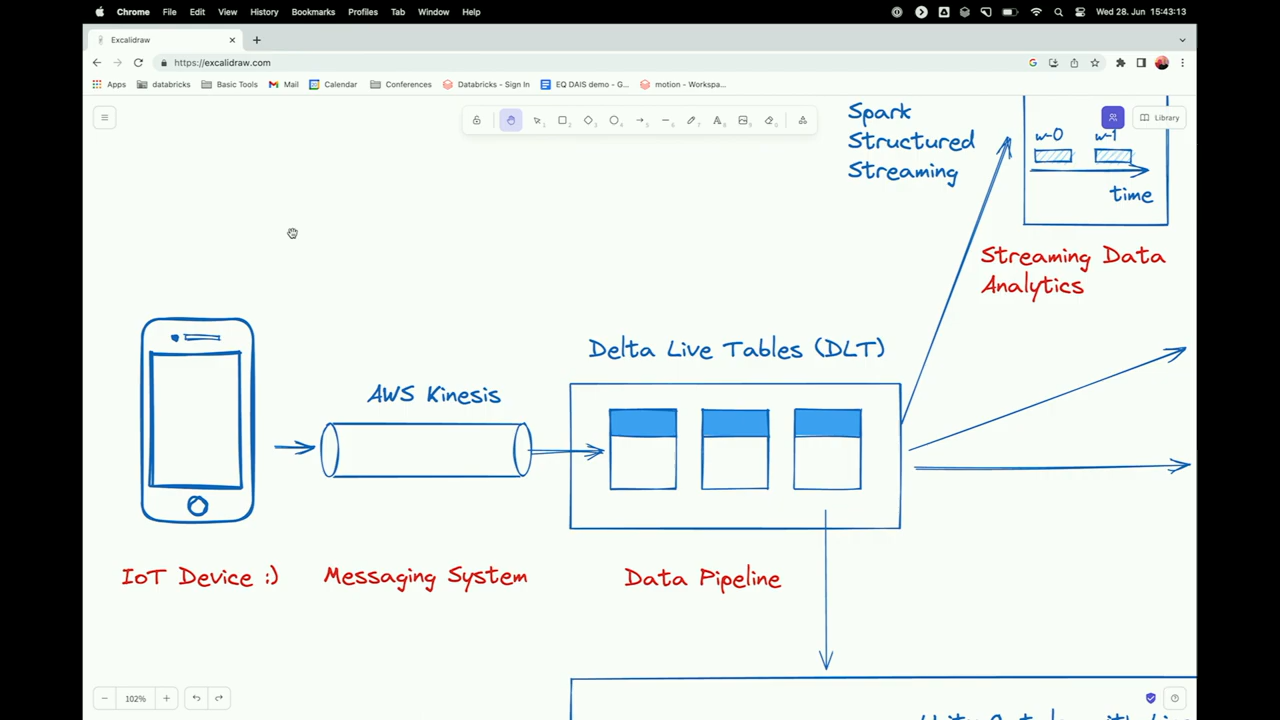 Chrome File Edit View History Bookmarks Profiles Tab Window Help Wed 28. Jun 15:43:13
Excalidraw
https://excalidraw.com
Apps databricks Basic Tools Mail Calendar Conferences Databricks - Sign In EQ DAIS demo - G... motion - Workspa...
Library
Spark
Structured
Streaming
w-0 w-1
time
Streaming Data
Analytics
Delta Live Tables (DLT)
AWS Kinesis
IoT Device :)
Messaging System
Data Pipeline
102%